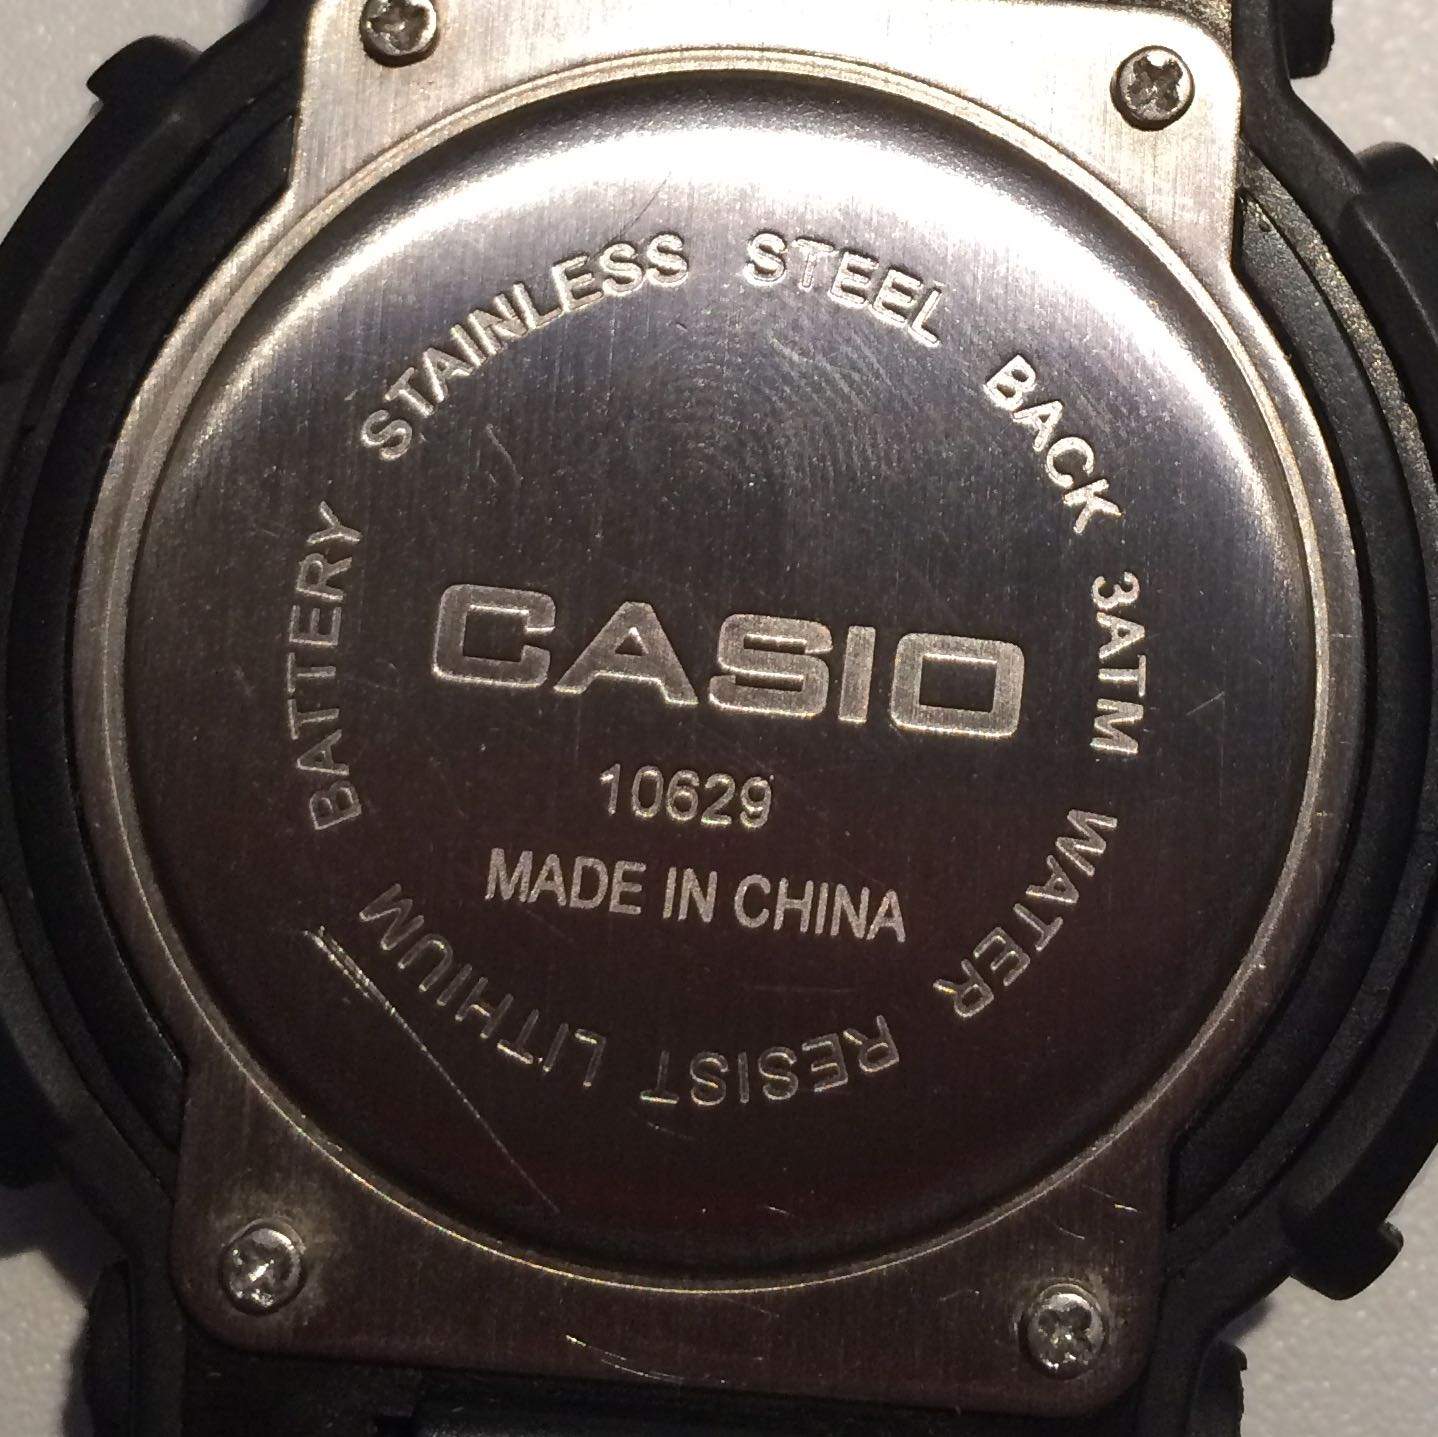 STAINLESS STEEL BACK 3ATM WATER RESIST LITHIUM BATTERY
CASIO
10629
MADE IN CHINA